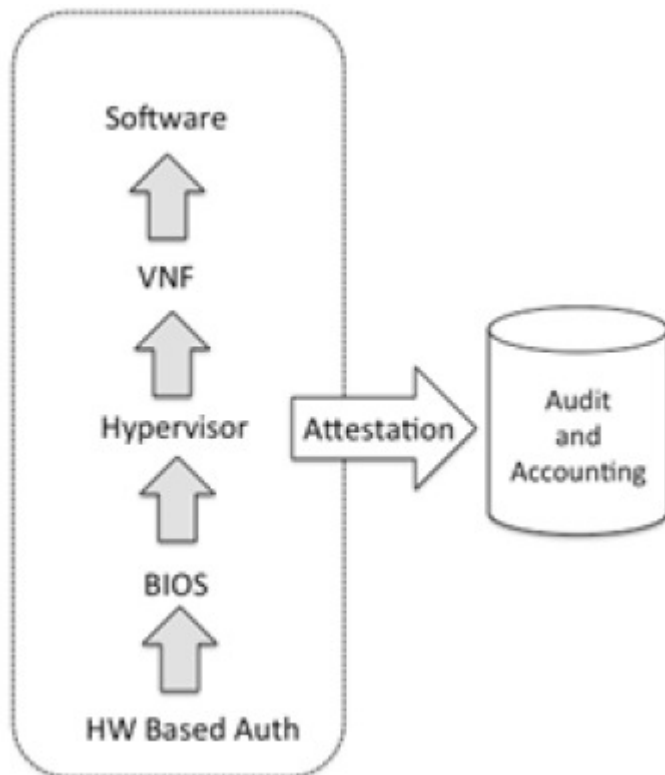 Software
VNF
Hypervisor
BIOS
HW Based Auth
Attestation
Audit
and
Accounting